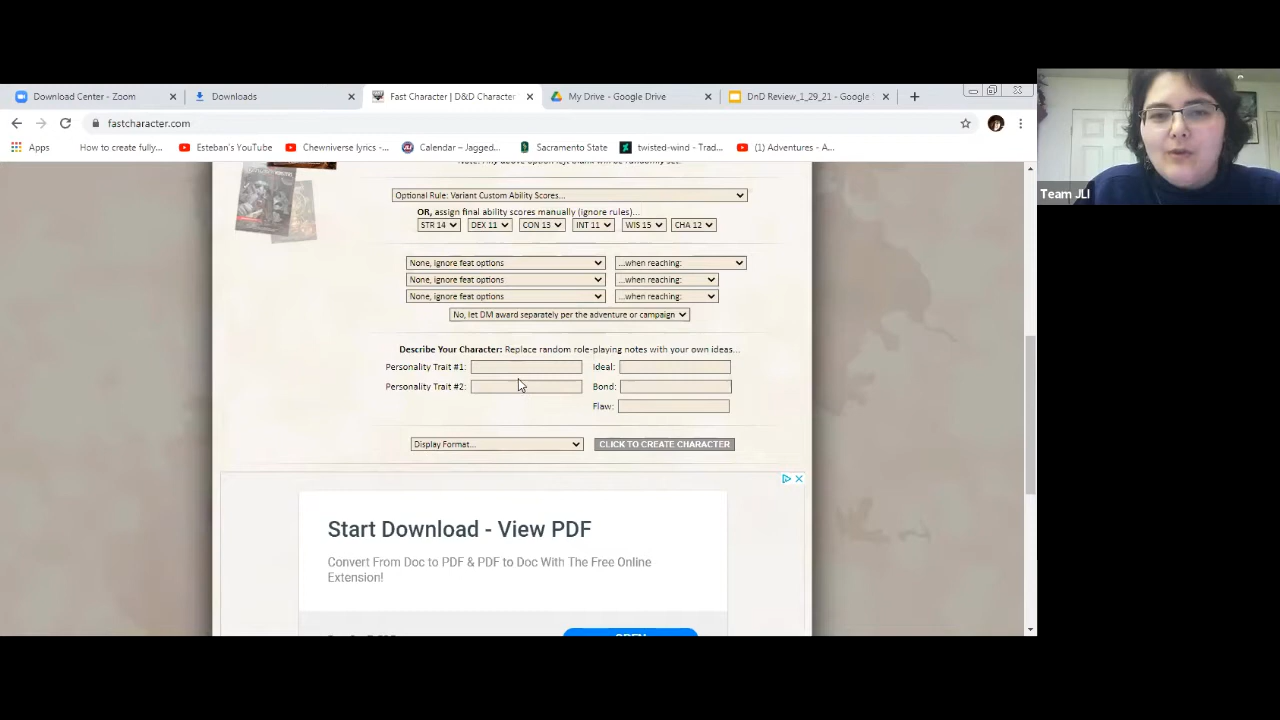 Download Center - Zoom
Downloads
Fast Character | D&D Character
My Drive - Google Drive
DnD Review_1_29_21 - Google
fastcharacter.com
Apps
How to create fully...
Esteban's YouTube
Chewniverse lyrics -...
Calendar – Jagged...
Sacramento State
twisted-wind - Trad...
(1) Adventures - A...
Optional Rule: Variant Custom Ability Scores...
OR, assign final ability scores manually (ignore rules)...
STR 14 DEX 11 CON 13 INT 11 WIS 15 CHA 12
None, ignore feat options ...when reaching:
None, ignore feat options ...when reaching:
None, ignore feat options ...when reaching:
No, let DM award separately per the adventure or campaign
Describe Your Character: Replace random role-playing notes with your own ideas...
Personality Trait #1: Ideal:
Personality Trait #2: Bond:
Flaw:
Display Format... CLICK TO CREATE CHARACTER
Start Download - View PDF
Convert From Doc to PDF & PDF to Doc With The Free Online
Extension!
Team JLI